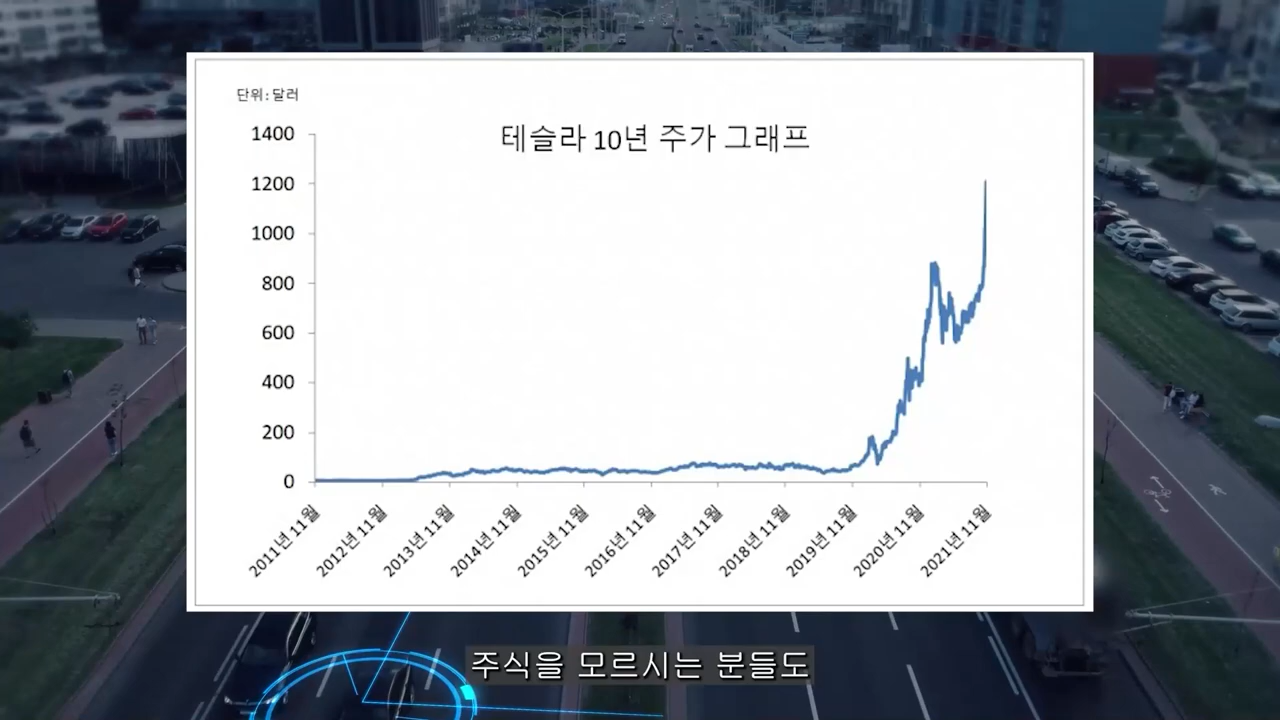 단위: 달러
테슬라 10년 주가 그래프
1400
1200
1000
800
600
400
200
0
2011년 11월
2012년 11월
2013년 11월
2014년 11월
2015년 11월
2016년 11월
2017년 11월
2018년 11월
2019년 11월
2020년 11월
2021년 11월
주식을 모르시는 분들도